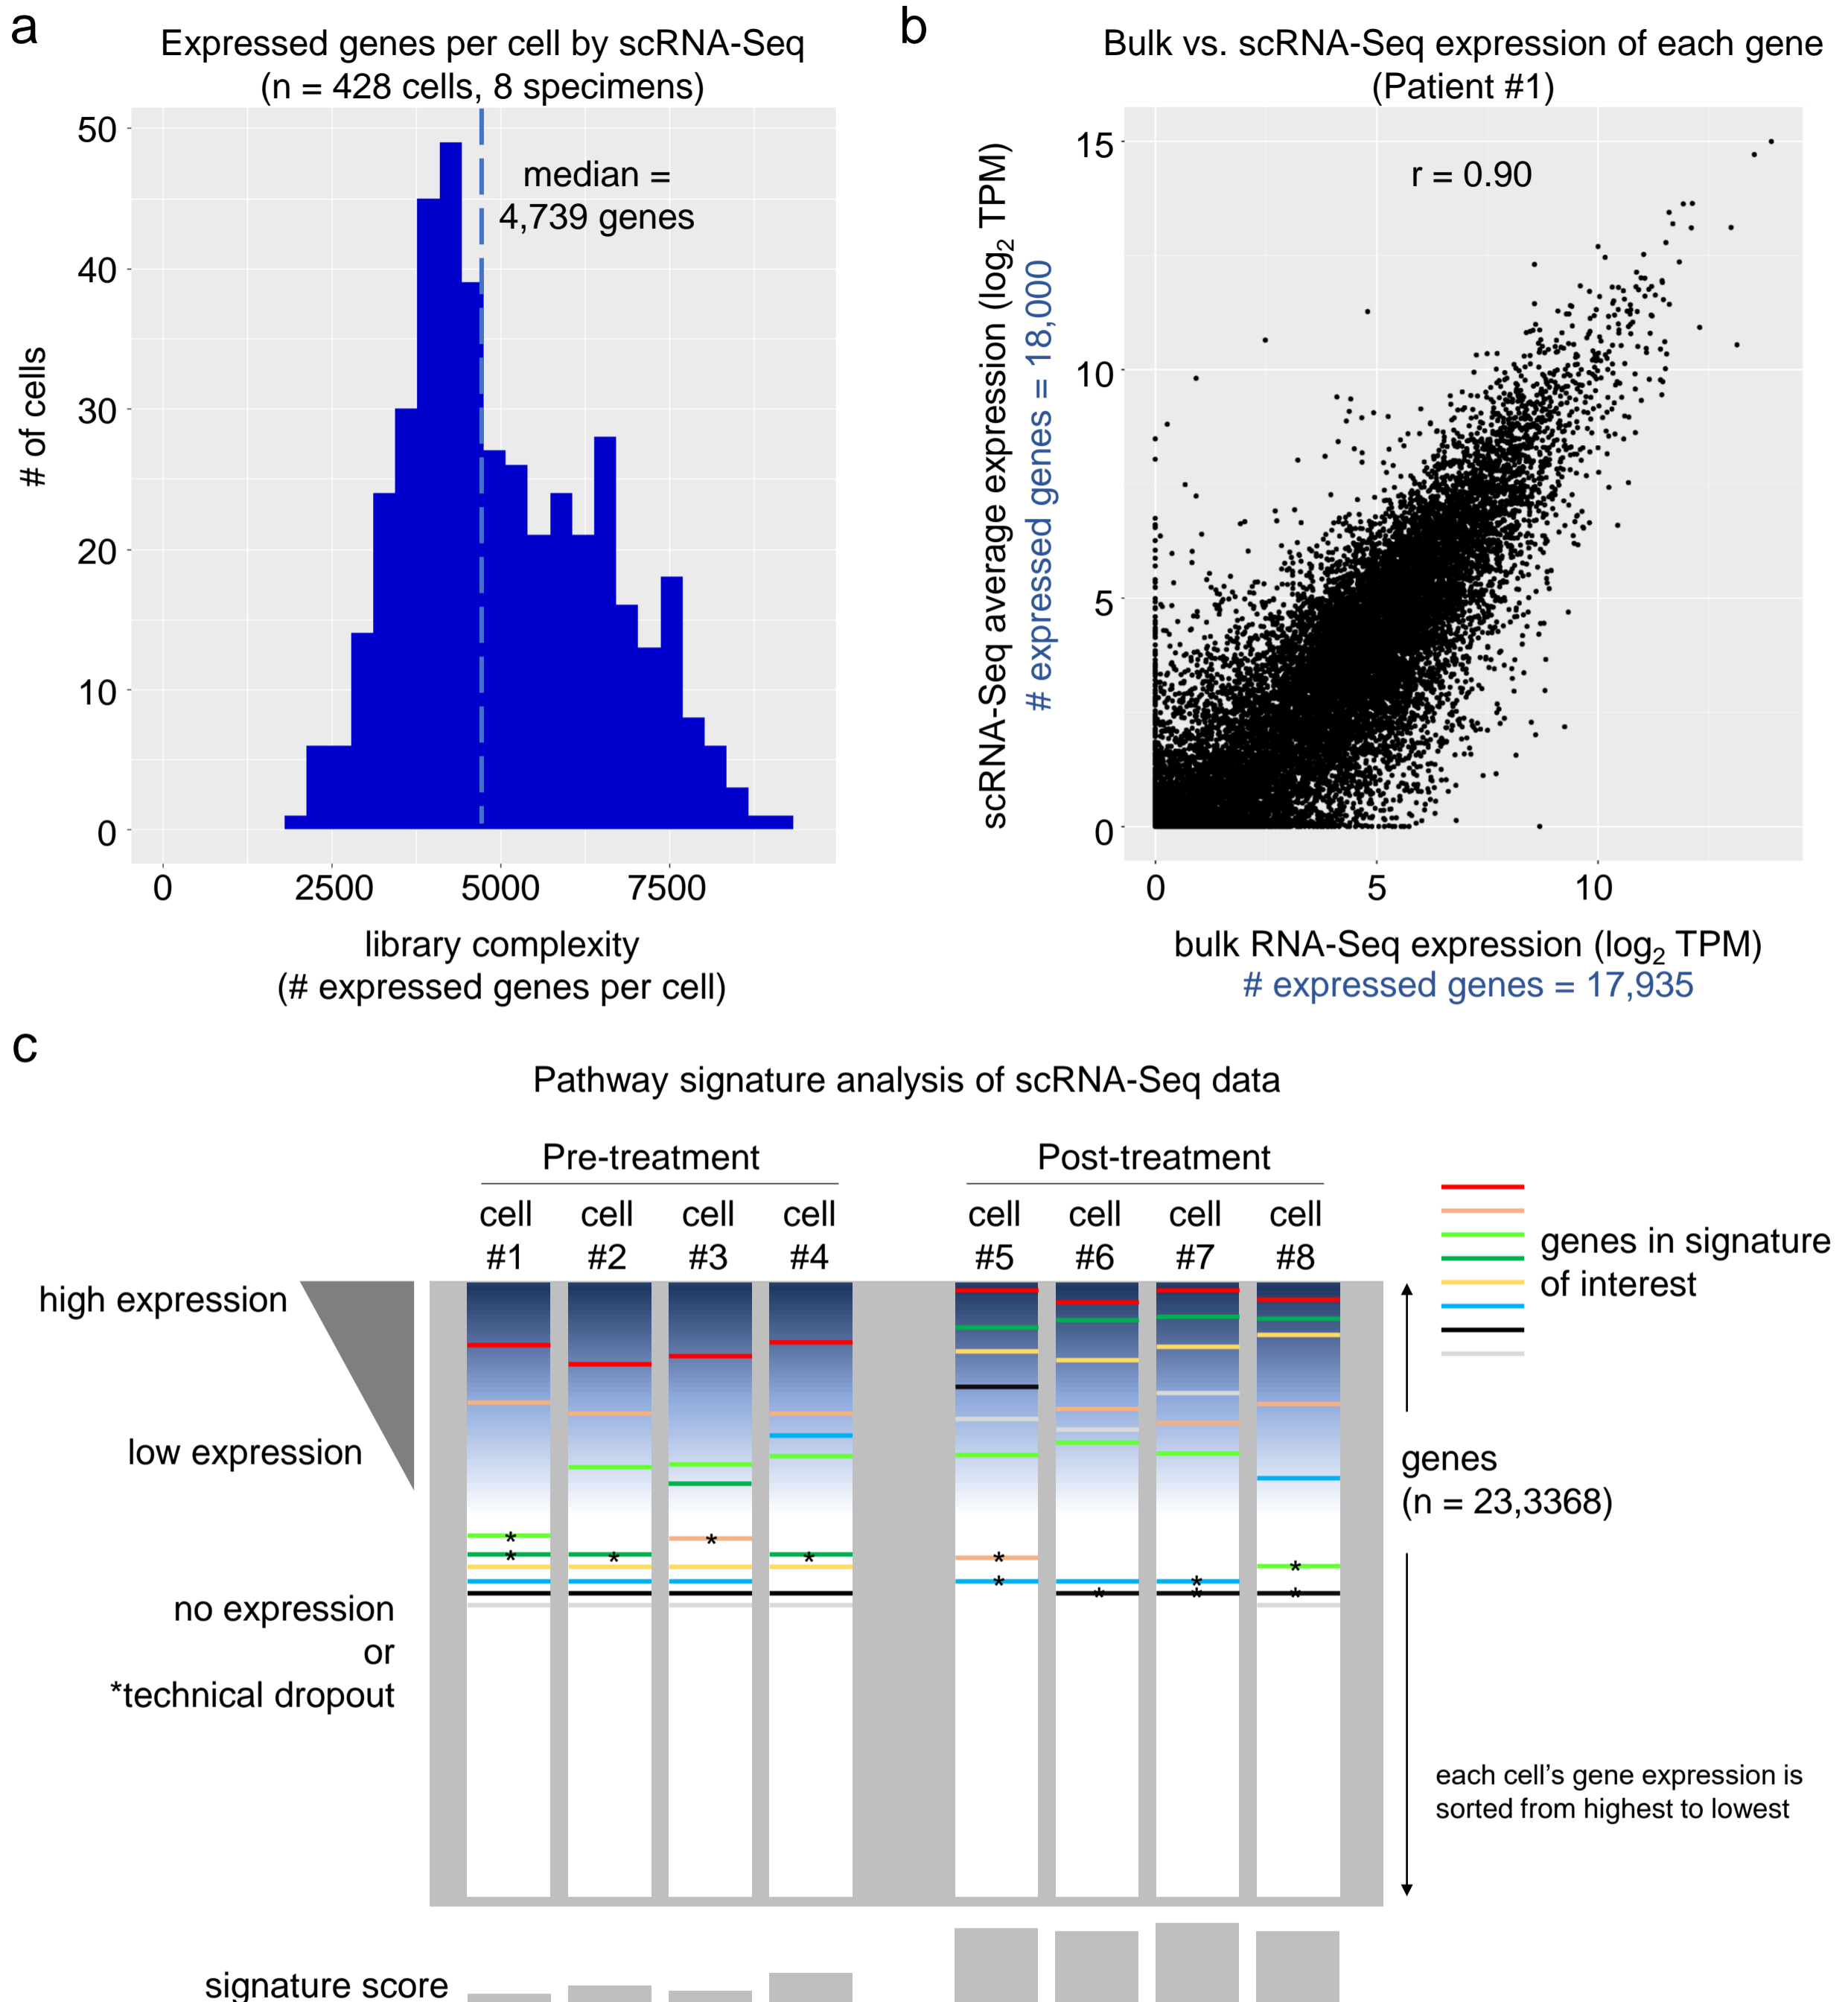 a
Expressed genes per cell by scRNA-Seq
(n = 428 cells, 8 specimens)
50
40
30
20
10
0
# of cells
median =
4,739 genes
0 2500 5000 7500
library complexity
(# expressed genes per cell)
b
Bulk vs. scRNA-Seq expression of each gene
(Patient #1)
scRNA-Seq average expression (log2 TPM)
# expressed genes = 18,000
15
10
5
0
r = 0.90
0 5 10
bulk RNA-Seq expression (log2 TPM)
# expressed genes = 17,935
c
Pathway signature analysis of scRNA-Seq data
Pre-treatment Post-treatment
cell cell cell cell cell cell cell cell
#1 #2 #3 #4 #5 #6 #7 #8
genes in signature
of interest
high expression
low expression
genes
(n = 23,3368)
* * * * * * * * * * * *
no expression
or
*technical dropout
each cell’s gene expression is
sorted from highest to lowest
signature score